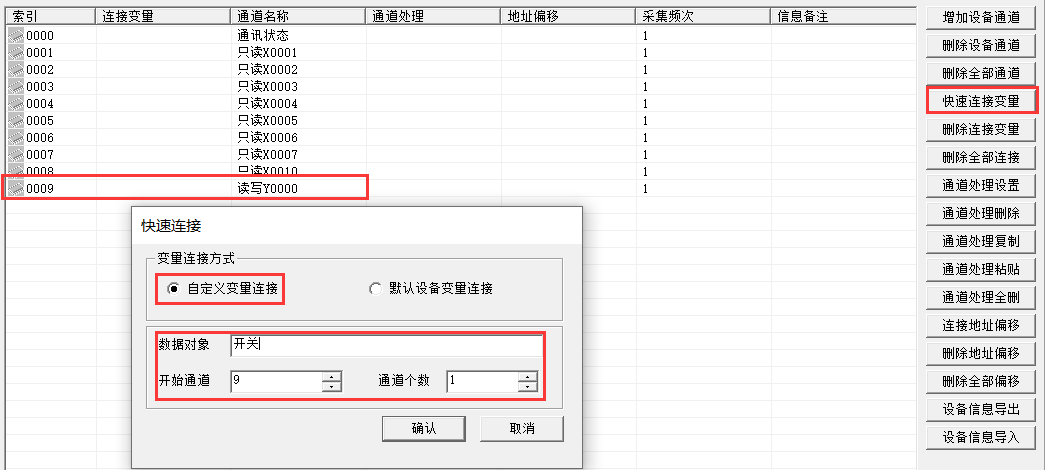 索引 连接变量 通道名称 通道处理 地址偏移 采集频次 信息备注
0000 通讯状态 1
0001 只读X0001 1
0002 只读X0002 1
0003 只读X0003 1
0004 只读X0004 1
0005 只读X0005 1
0006 只读X0006 1
0007 只读X0007 1
0008 只读X0010 1
0009 读写Y0000 1
快速连接
变量连接方式
自定义变量连接 默认设备变量连接
数据对象 开关
开始通道 9 通道个数 1
确认 取消
增加设备通道
删除设备通道
删除全部通道
快速连接变量
删除连接变量
删除全部连接
通道处理设置
通道处理删除
通道处理复制
通道处理粘贴
通道处理全删
连接地址偏移
删除地址偏移
删除全部偏移
设备信息导出
设备信息导入